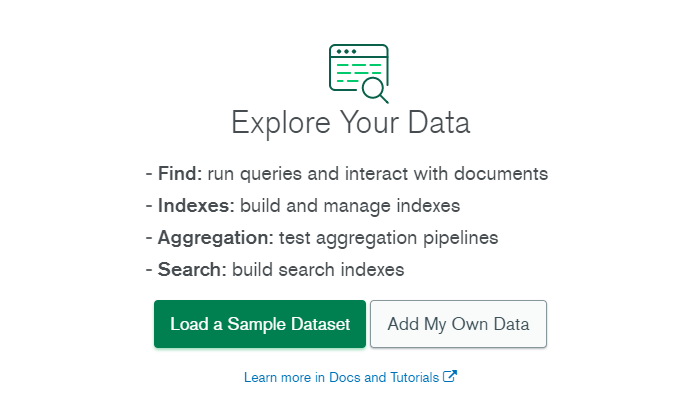 Explore Your Data
- Find: run queries and interact with documents
- Indexes: build and manage indexes
- Aggregation: test aggregation pipelines
- Search: build search indexes
Load a Sample Dataset
Add My Own Data
Learn more in Docs and Tutorials